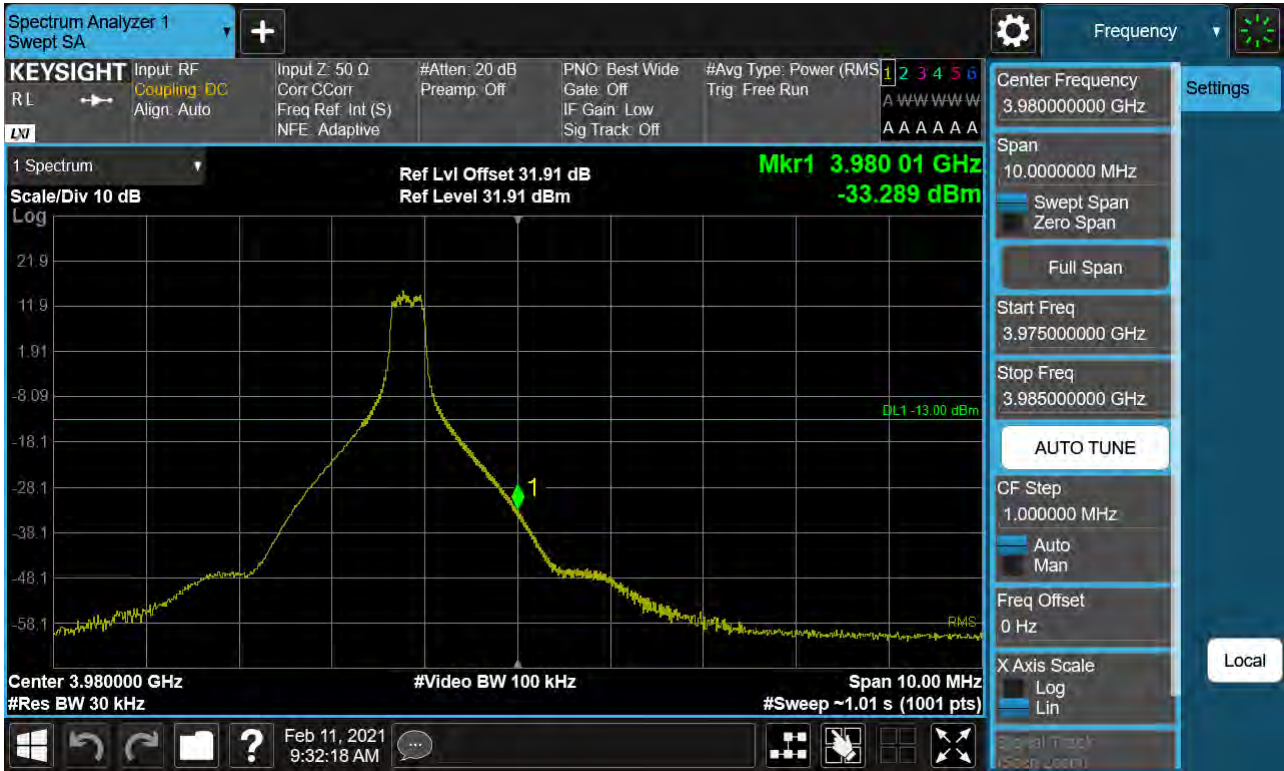 Spectrum Analyzer 1
Swept SA
Frequency
KEYSIGHT
RL
LXI
Input: RF
Coupling: DC
Align: Auto
Input Z: 50 Ω
Corr CCorr
Freq Ref: Int (S)
NFE: Adaptive
#Atten: 20 dB
Preamp: Off
PNO: Best Wide
Gate: Off
IF Gain: Low
Sig Track: Off
#Avg Type: Power (RMS
Trig: Free Run
1 2 3 4 5 6
A W W W W W
A A A A A A
1 Spectrum
Scale/Div 10 dB
Log
Ref Lvl Offset 31.91 dB
Ref Level 31.91 dBm
Mkr1 3.980 01 GHz
-33.289 dBm
21.9
11.9
1.91
-8.09
DL1 -13.00 dBm
-18.1
-28.1
1
-38.1
-48.1
-58.1
RMS
Center 3.980000 GHz
#Res BW 30 kHz
#Video BW 100 kHz
Span 10.00 MHz
#Sweep ~1.01 s (1001 pts)
Center Frequency
3.980000000 GHz
Settings
Span
10.0000000 MHz
Swept Span
Zero Span
Full Span
Start Freq
3.975000000 GHz
Stop Freq
3.985000000 GHz
AUTO TUNE
CF Step
1.000000 MHz
Auto
Man
Freq Offset
0 Hz
X Axis Scale
Log
Lin
Local
Signal Track
(Span Zoom)
Feb 11, 2021
9:32:18 AM